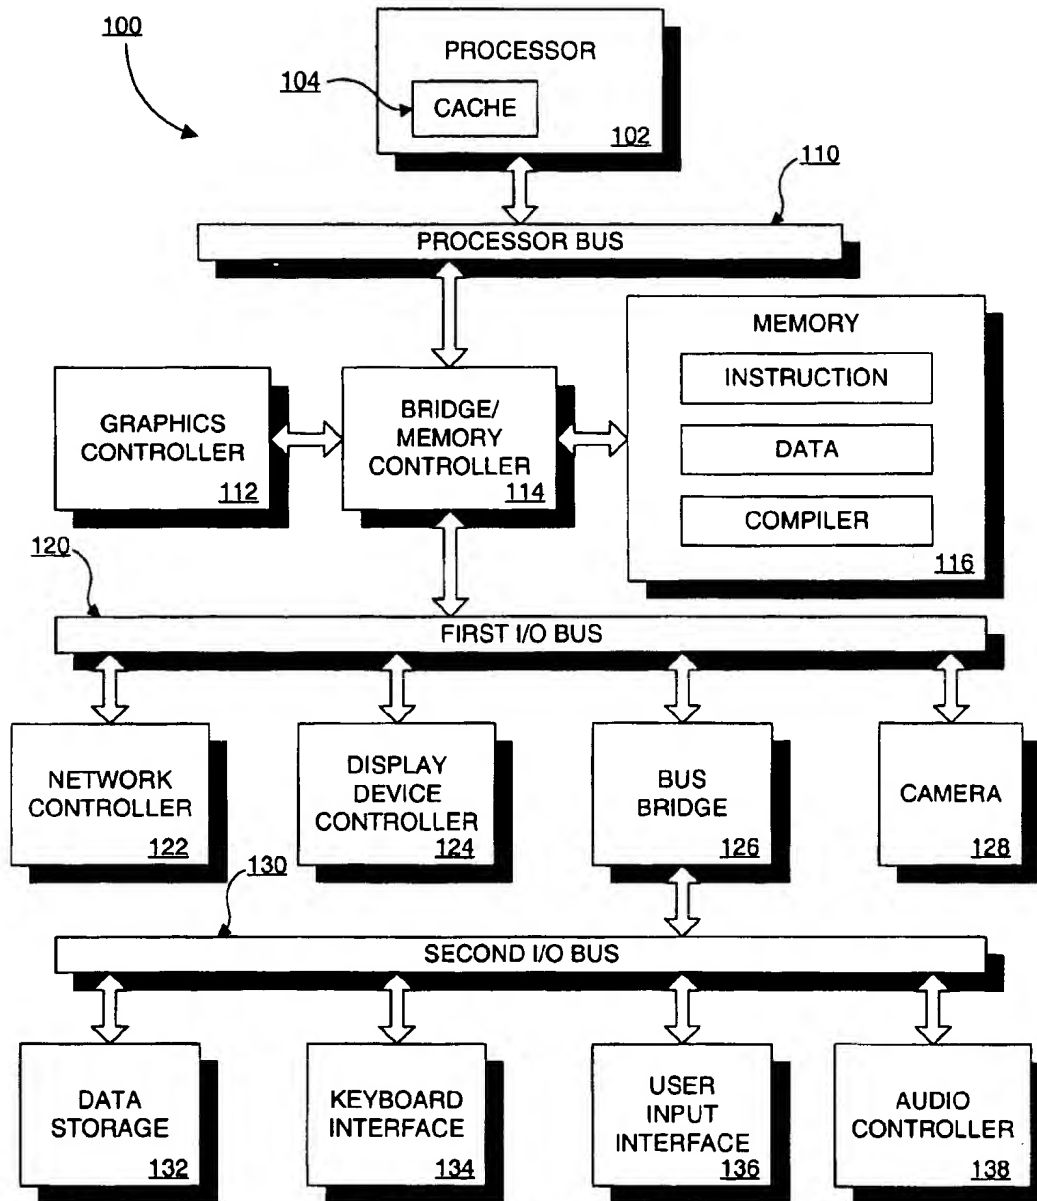 100
PROCESSOR
104
CACHE
102
110
PROCESSOR BUS
MEMORY
INSTRUCTION
DATA
COMPILER
116
GRAPHICS
CONTROLLER
112
BRIDGE/
MEMORY
CONTROLLER
114
120
FIRST I/O BUS
NETWORK
CONTROLLER
122
DISPLAY
DEVICE
CONTROLLER
124
BUS
BRIDGE
126
CAMERA
128
130
SECOND I/O BUS
DATA
STORAGE
132
KEYBOARD
INTERFACE
134
USER
INPUT
INTERFACE
136
AUDIO
CONTROLLER
138